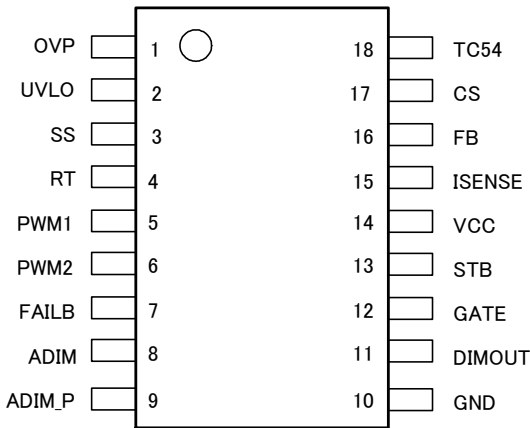 OVP 1 18 TC54
UVLO 2 17 CS
SS 3 16 FB
RT 4 15 ISENSE
PWM1 5 14 VCC
PWM2 6 13 STB
FAILB 7 12 GATE
ADIM 8 11 DIMOUT
ADIM_P 9 10 GND